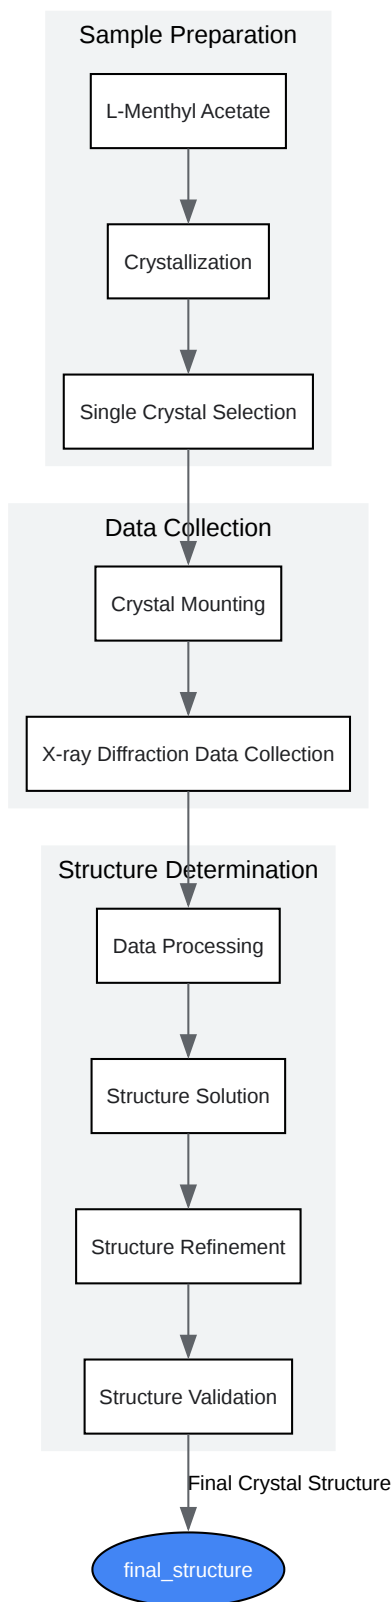 Sample Preparation
L-Menthyl Acetate
Crystallization
Single Crystal Selection
Data Collection
Crystal Mounting
X-ray Diffraction Data Collection
Structure Determination
Data Processing
Structure Solution
Structure Refinement
Structure Validation
Final Crystal Structure
final_structure